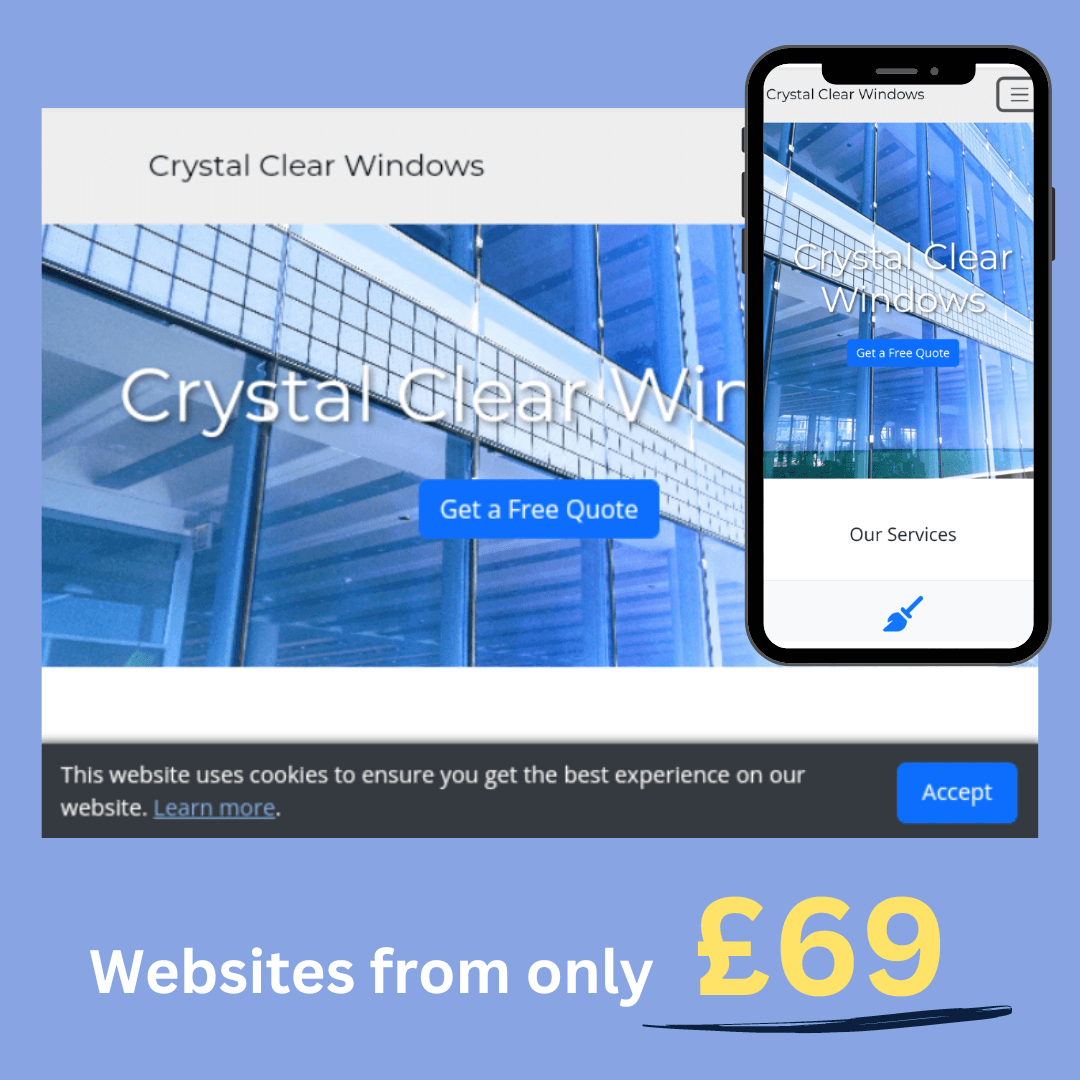 Crystal Clear Windows
Crystal Clear Win
Get a Free Quote
This website uses cookies to ensure you get the best experience on our
website. Learn more.
Accept
Crystal Clear Windows
Crystal Clear
Windows
Get a Free Quote
Our Services
Websites from only £69